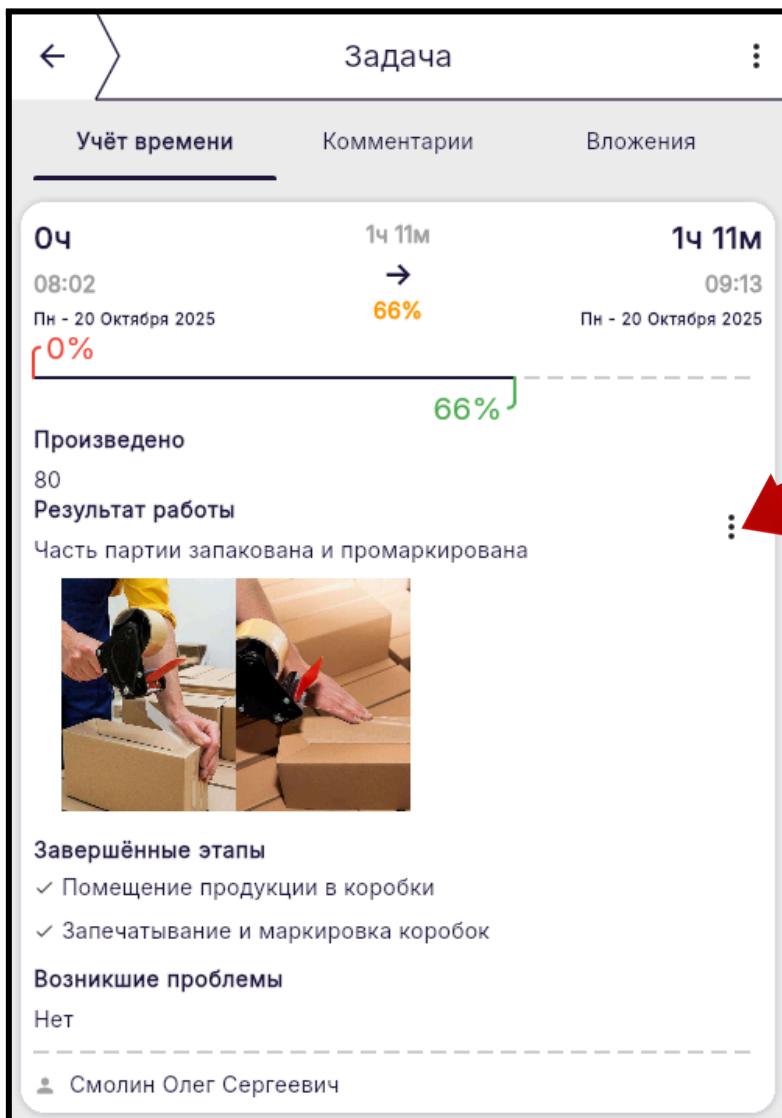 Задача
Учёт времени Комментарии Вложения
0ч 1ч 11м 1ч 11м
08:02 → 09:13
Пн - 20 Октября 2025 66% Пн - 20 Октября 2025
0%
66%
Произведено
80
Результат работы
Часть партии запакована и промаркирована
Завершённые этапы
Помещение продукции в коробки
Запечатывание и маркировка коробок
Возникшие проблемы
Нет
Смолин Олег Сергеевич